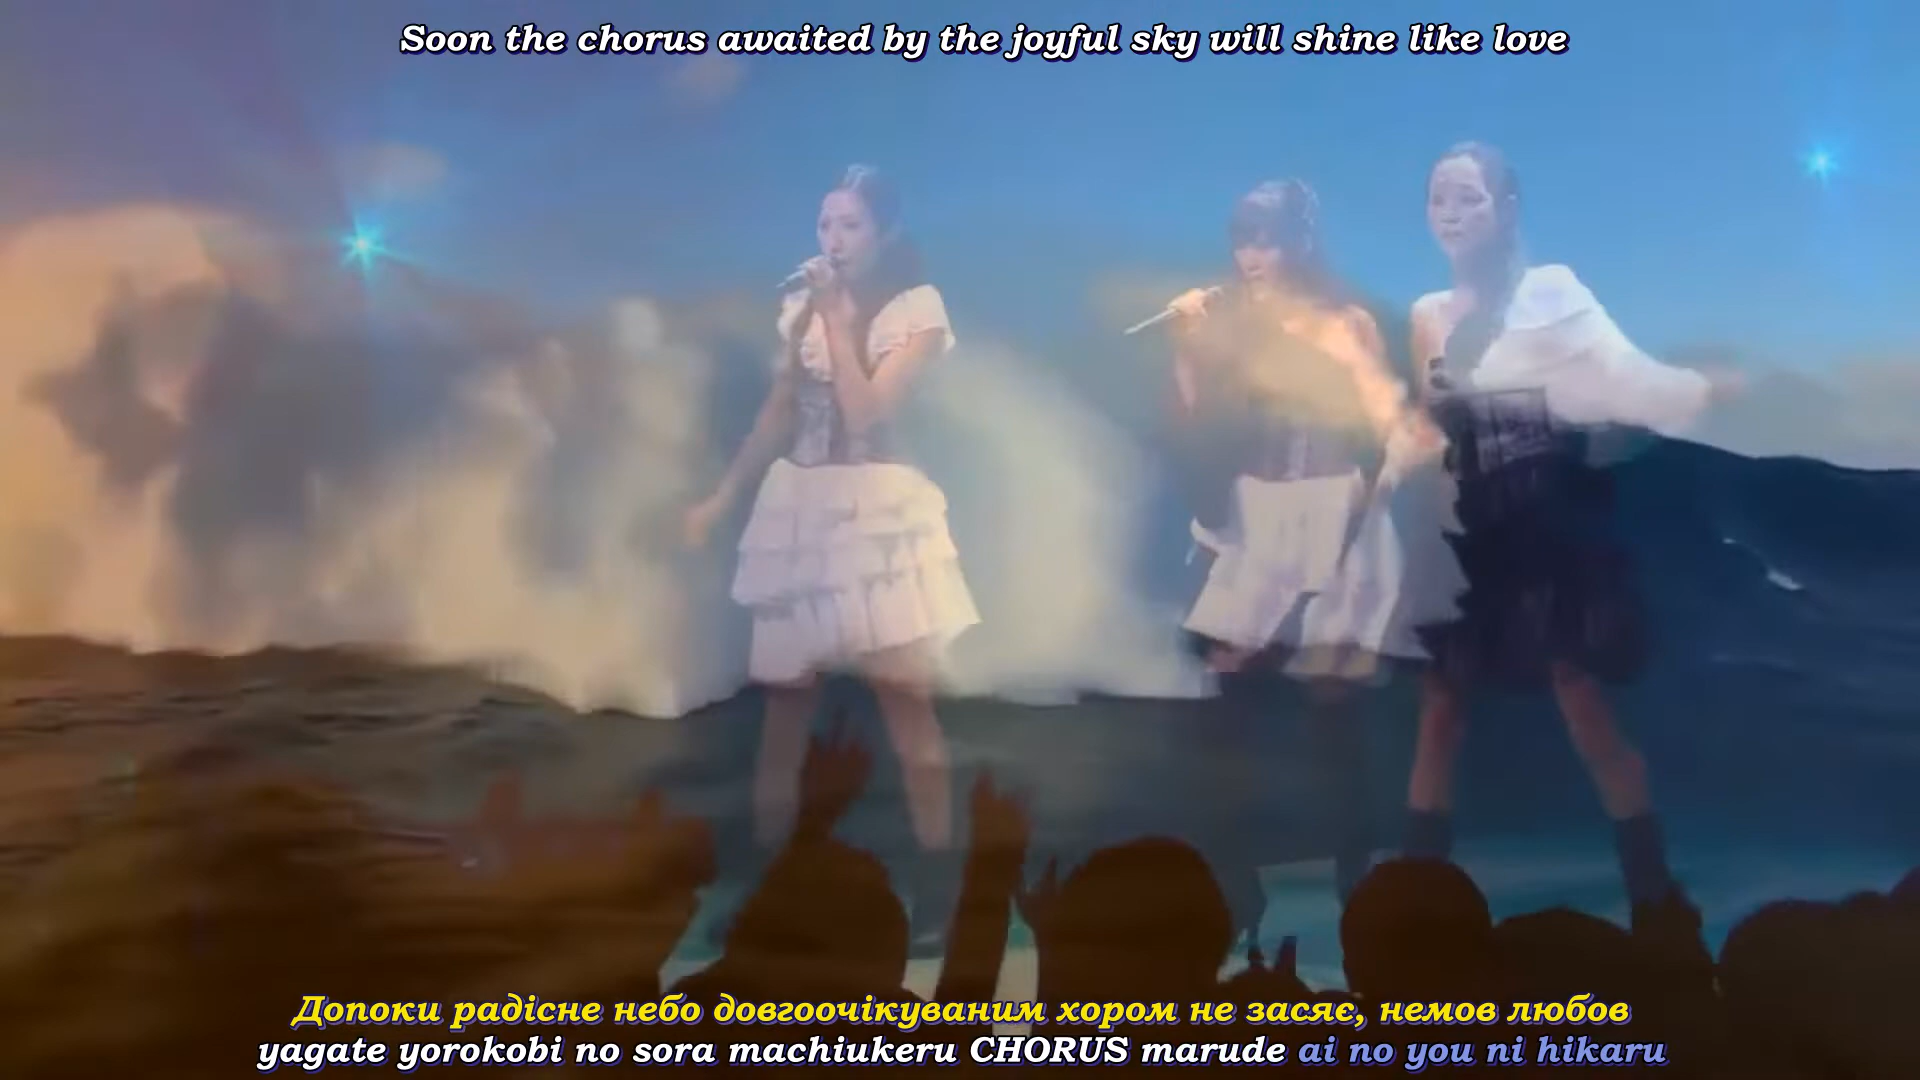 Soon the chorus awaited by the joyful sky will shine like love
Допоки радісне небо довгоочікуваним хором не засяє, немов любов
yagate yorokobi no sora machiukeru CHORUS marude ai no you ni hikaru